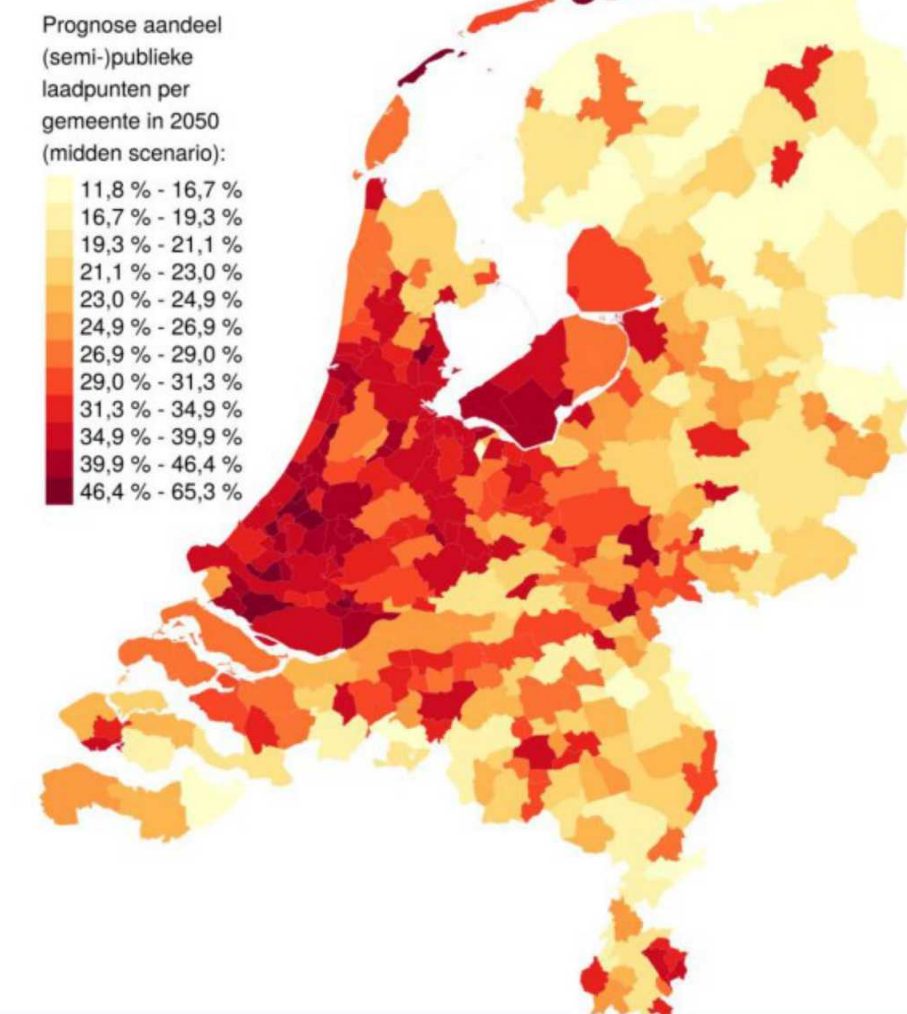 Prognose aandeel
(semi-)publieke
laadpunten per
gemeente in 2050
(midden scenario):
11,8 % - 16,7 %
16,7 % - 19,3 %
19,3 % - 21,1 %
21,1 % - 23,0 %
23,0 % - 24,9 %
24,9 % - 26,9 %
26,9 % - 29,0 %
29,0 % - 31,3 %
31,3 % - 34,9 %
34,9 % - 39,9 %
39,9 % - 46,4 %
46,4 % - 65,3 %